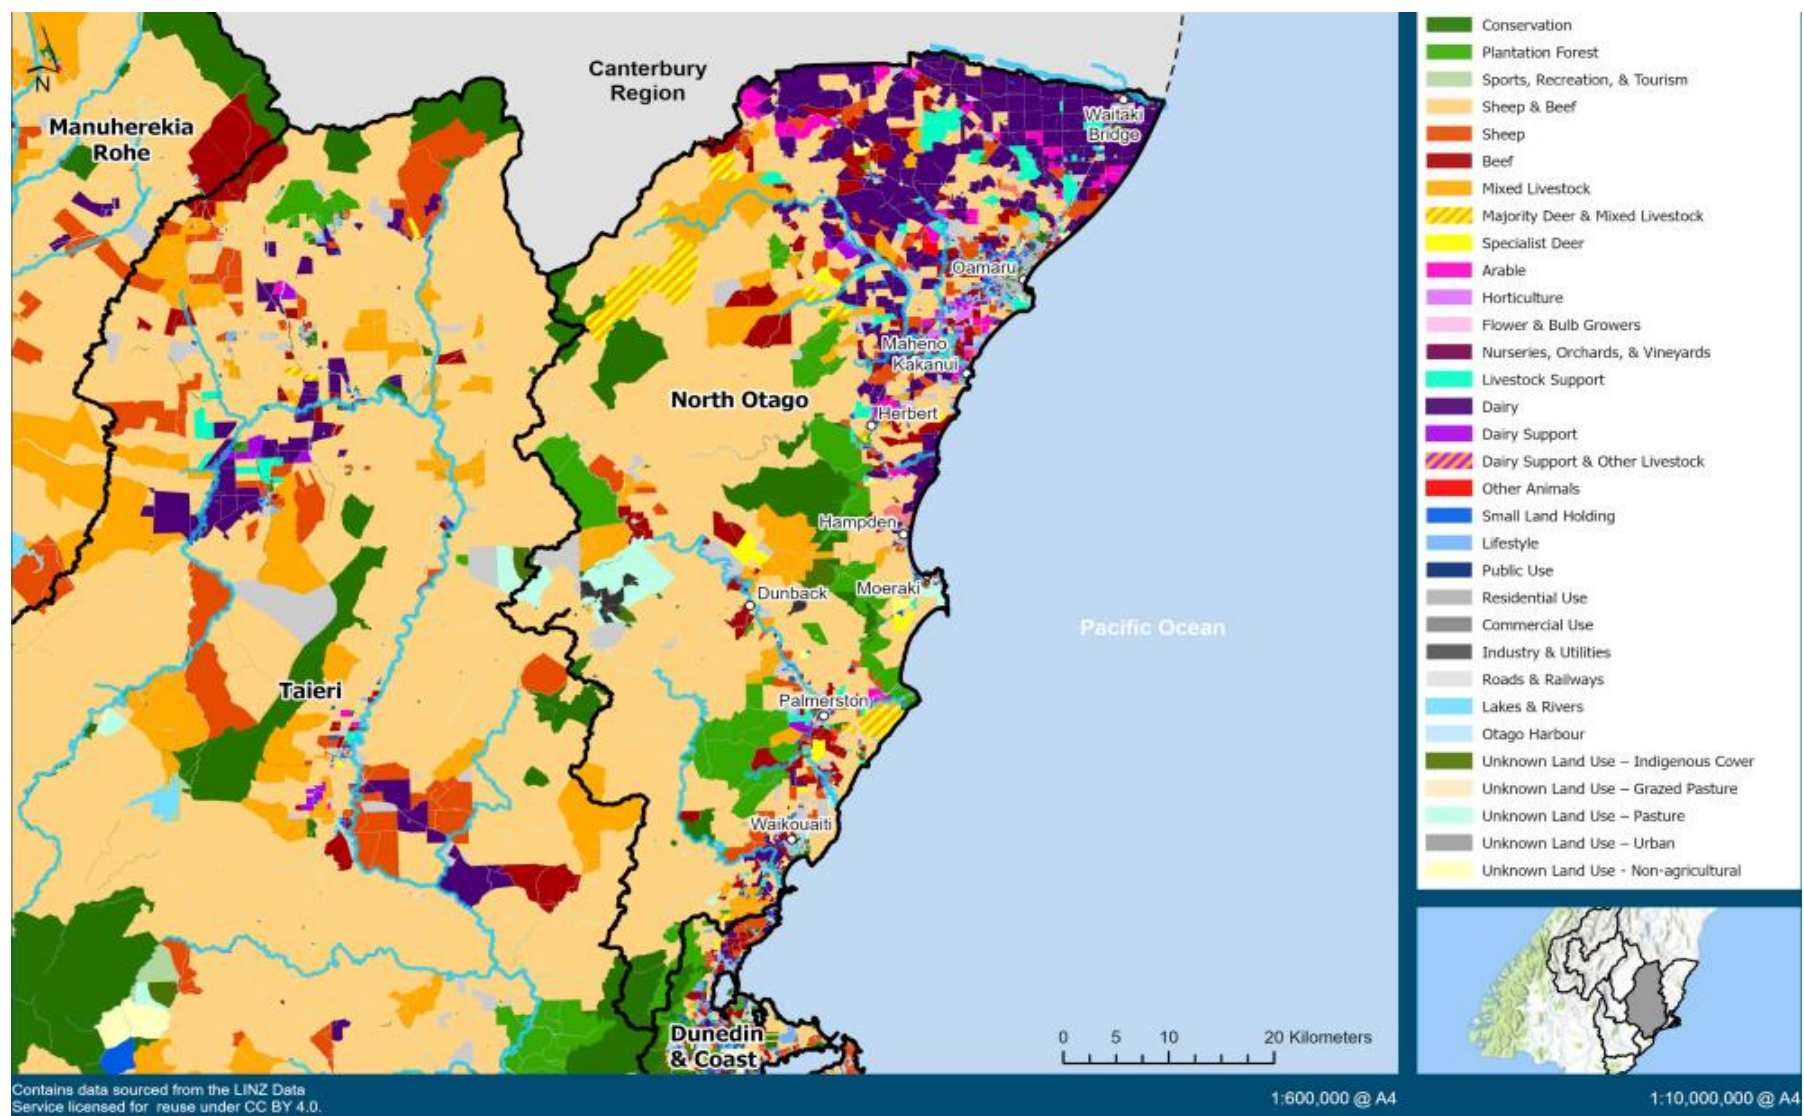 Canterbury
Region
N
Manuherekia
Rohe
Waitaki
Bridge
Oamaru
Maheno
Kakanui
North Otago
Herbert
Hampden
Dunback
Moeraki
Pacific Ocean
Taieri
Palmerston
Waikouaiti
Dunedin
& Coast
0 5 10 20 Kilometers
Conservation
Plantation Forest
Sports, Recreation, & Tourism
Sheep & Beef
Sheep
Beef
Mixed Livestock
Majority Deer & Mixed Livestock
Specialist Deer
Arable
Horticulture
Flower & Bulb Growers
Nurseries, Orchards, & Vineyards
Livestock Support
Dairy
Dairy Support
Dairy Support & Other Livestock
Other Animals
Small Land Holding
Lifestyle
Public Use
Residential Use
Commercial Use
Industry & Utilities
Roads & Railways
Lakes & Rivers
Otago Harbour
Unknown Land Use – Indigenous Cover
Unknown Land Use – Grazed Pasture
Unknown Land Use – Pasture
Unknown Land Use – Urban
Unknown Land Use - Non-agricultural
Contains data sourced from the LINZ Data
Service licensed for reuse under CC BY 4.0.
1:600,000 @ A4
1:10,000,000 @ A4